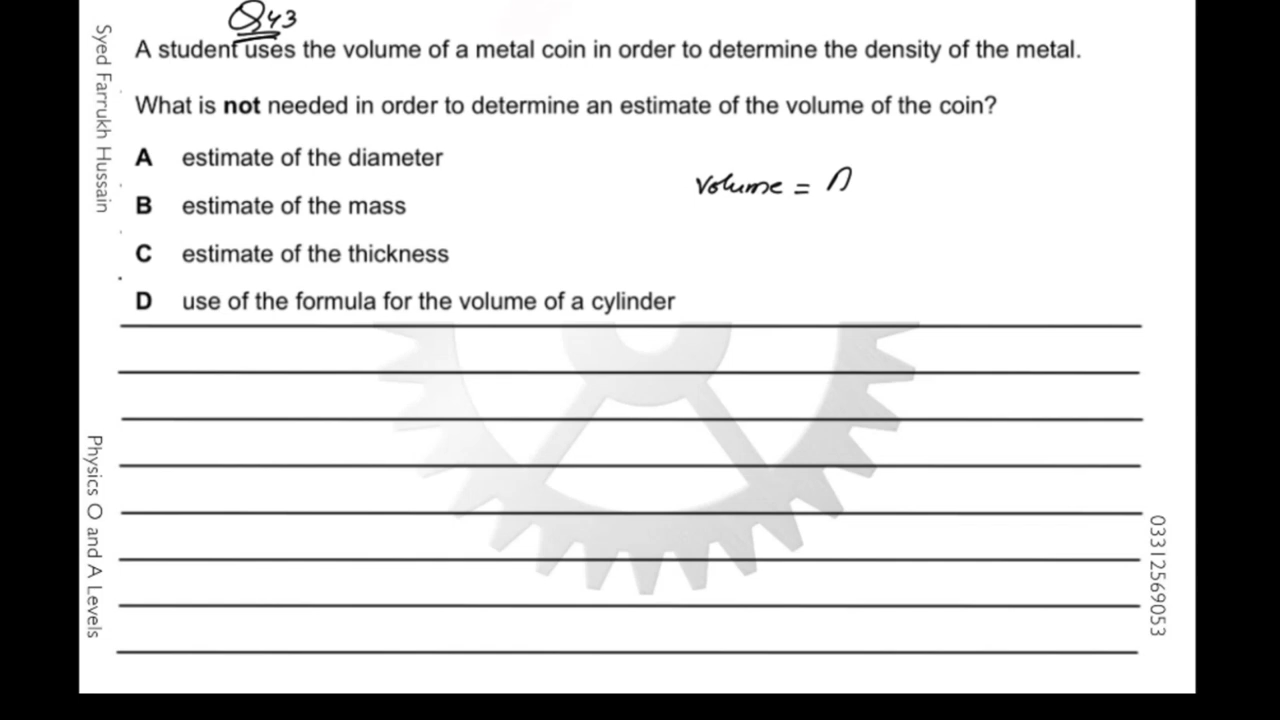 Q43
A student uses the volume of a metal coin in order to determine the density of the metal.
What is not needed in order to determine an estimate of the volume of the coin?
A estimate of the diameter
B estimate of the mass
C estimate of the thickness
D use of the formula for the volume of a cylinder
Volume =
Syed Farrukh Hussain
Physics O and A Levels
03312569053